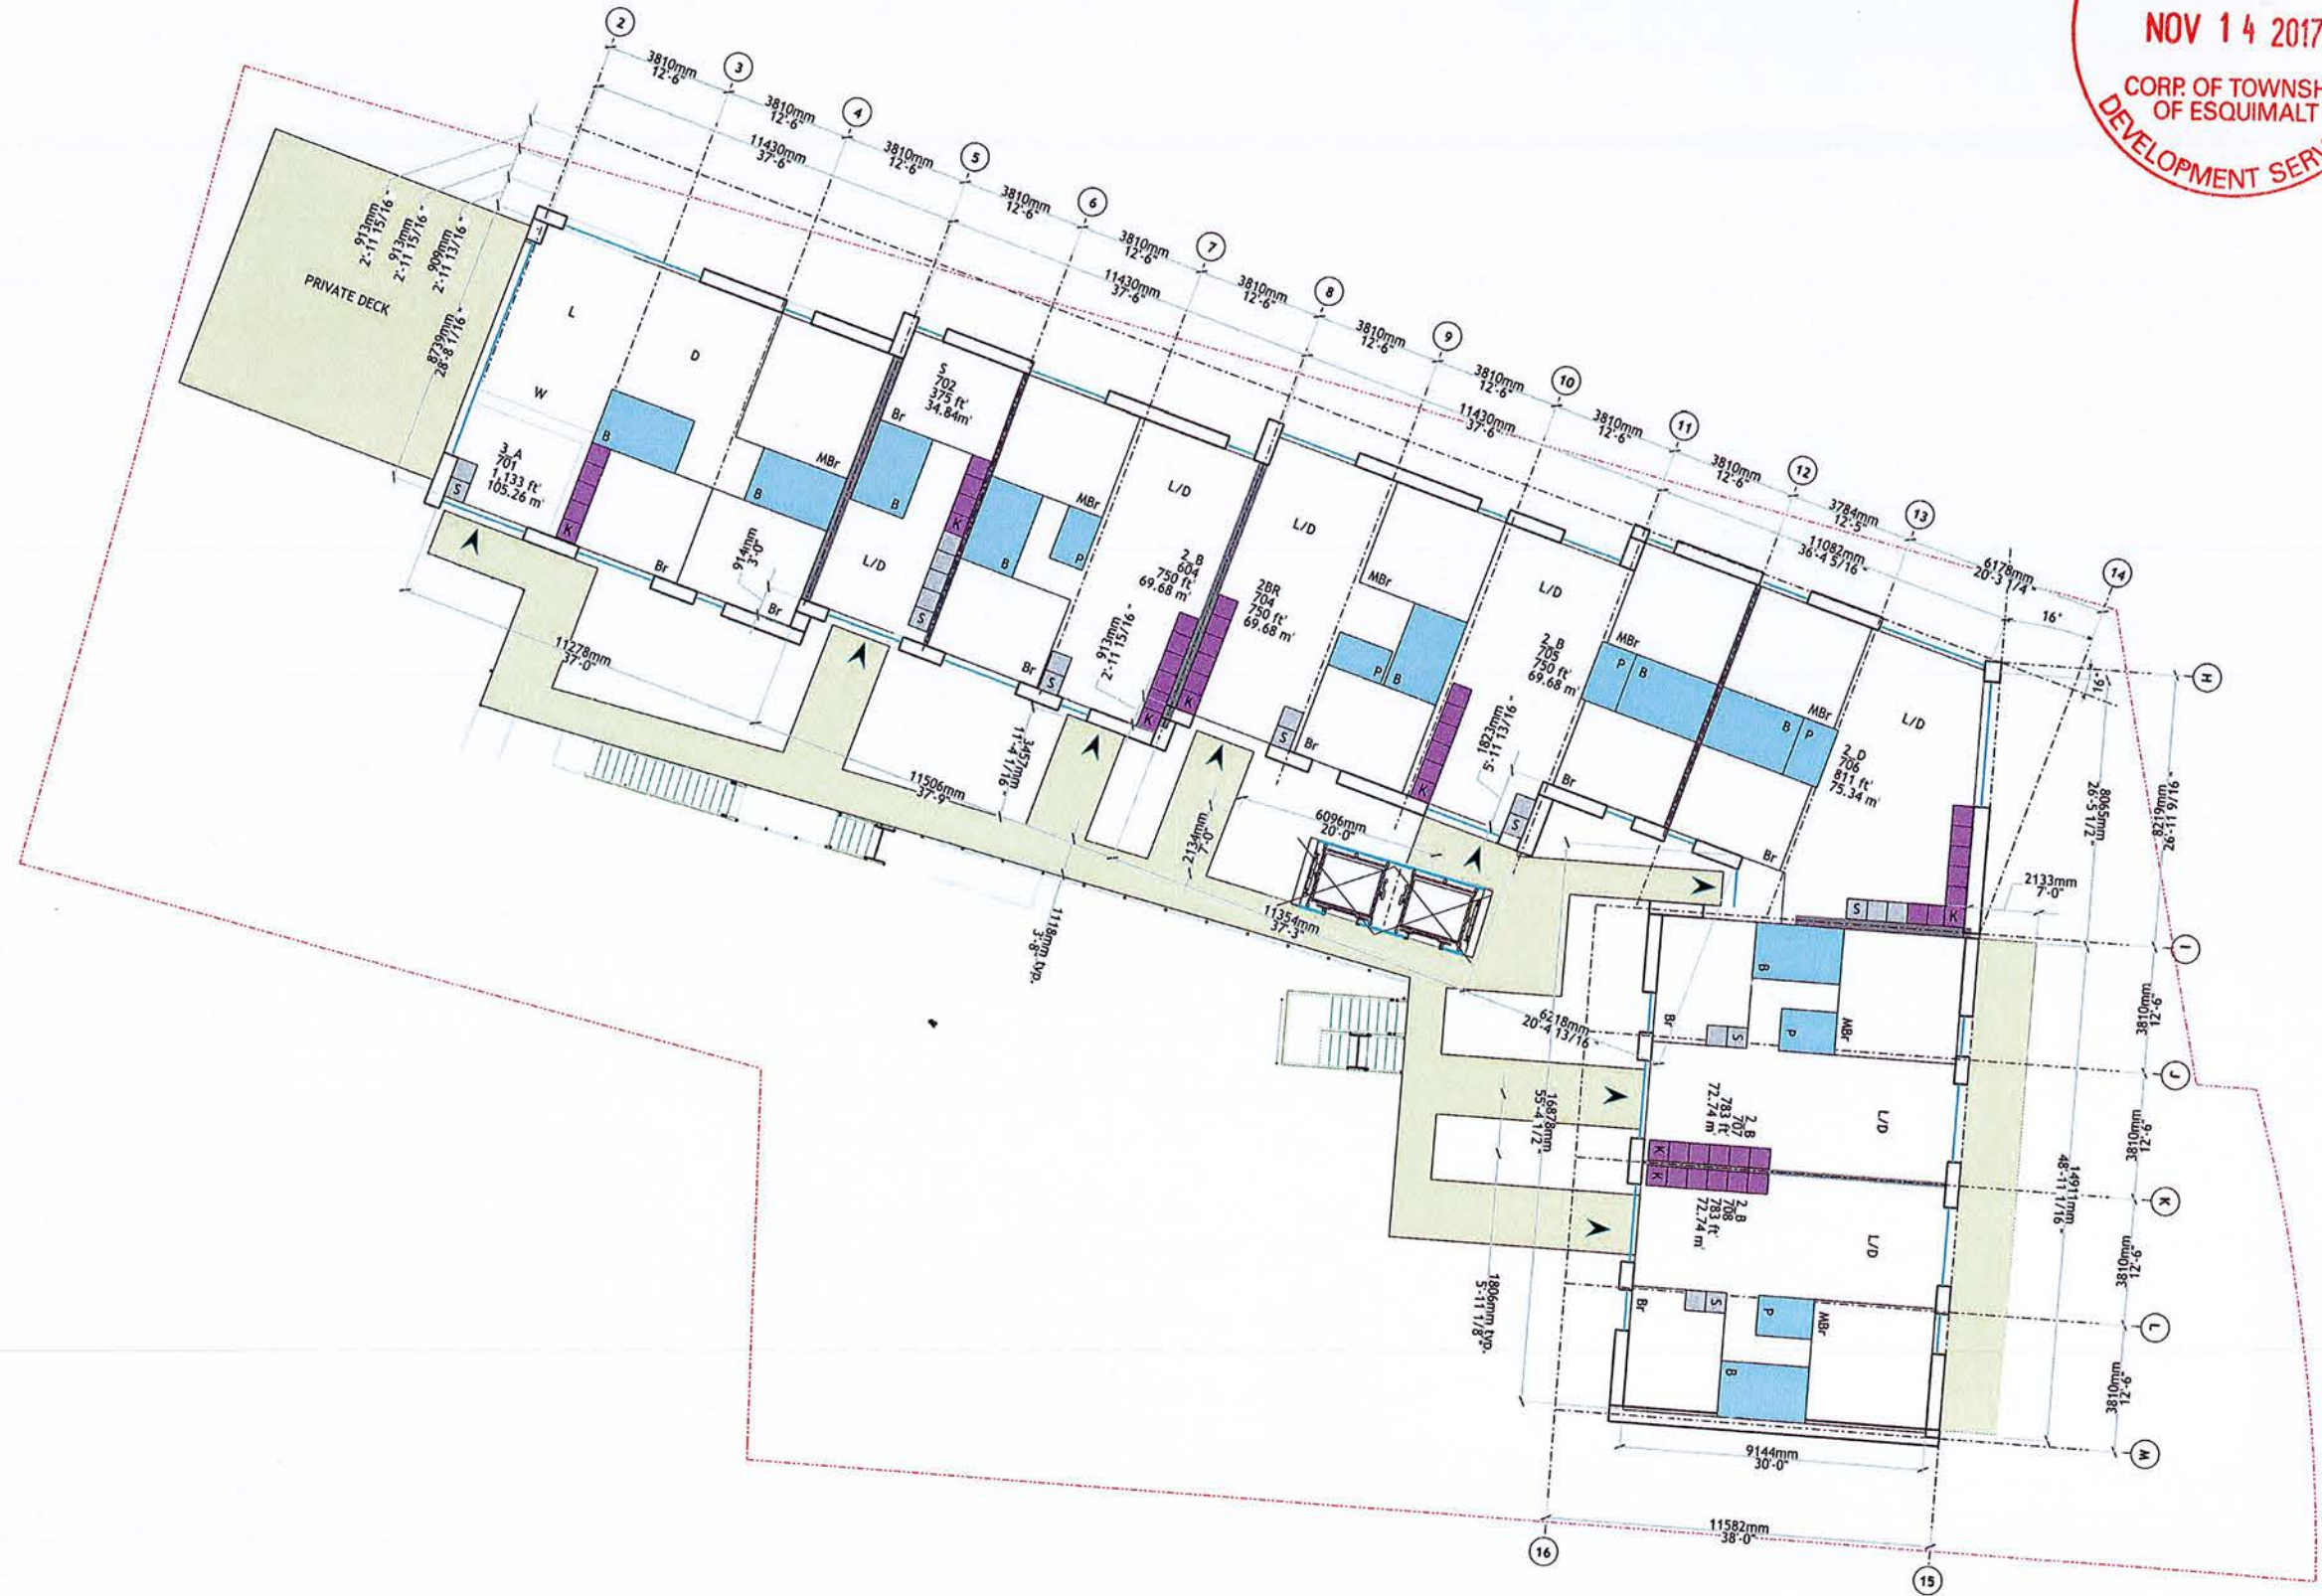 NOV 14 2017
CORP. OF TOWNSH
OF ESQUIMALT
DEVELOPMENT SERV
2
3
4
5
6
7
8
9
10
11
12
13
14
3810mm
12'-6"
3810mm
12'-6"
3810mm
12'-6"
3810mm
12'-6"
3810mm
12'-6"
3810mm
12'-6"
3810mm
12'-6"
3810mm
12'-6"
3810mm
12'-6"
3810mm
12'-6"
3784mm
12'-5"
6178mm
20'-3 1/4"
11430mm
37'-6"
11430mm
37'-6"
11430mm
37'-6"
11082mm
36'-4 5/16"
16°
16°
913mm
2'-11 15/16"
913mm
2'-11 15/16"
909mm
2'-11 13/16"
8739mm
28'-8 1/16"
PRIVATE DECK
L
D
W
3_A
701
1,133 ft²
105.26 m²
S
K
B
B
MBr
Br
Br
914mm
3'-0"
S
702
375 ft²
34.84m²
Br
B
K
L/D
S
B
MBr
P
L/D
2_B
604
750 ft²
69.68 m²
Br
S
K
913mm
2'-11 15/16"
L/D
2BR
704
750 ft²
69.68 m²
K
MBr
P
B
S
Br
K
L/D
2_B
705
750 ft²
69.68 m²
MBr
P
B
1823mm
5'-11 13/16"
S
Br
B
P
MBr
L/D
2_D
706
811 ft²
75.34 m²
Br
S
K
11278mm
37'-0"
11506mm
37'-9"
3457mm
11'-4 1/16"
2134mm
7'-0"
6096mm
20'-0"
11354mm
37'-3"
1118mm typ.
3'-8"
6218mm
20'-4 13/16"
16878mm
55'-4 1/2"
1806mm typ.
5'-11 1/8"
B
P
MBr
Br
S
2_B
707
783 ft²
72.74 m²
L/D
K
K
2_B
708
783 ft²
72.74 m²
L/D
Br
S
P
MBr
B
8065mm
26'-5 1/2"
8219mm
26'-11 9/16"
2133mm
7'-0"
14911mm
48'-11 1/16"
3810mm
12'-6"
3810mm
12'-6"
3810mm
12'-6"
3810mm
12'-6"
H
I
J
K
L
M
9144mm
30'-0"
11582mm
38'-0"
16
15